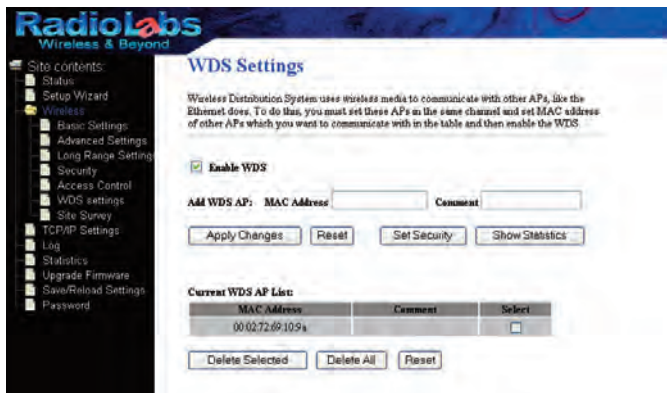 RadioLabs
Wireless & Beyond
Site contents:
Status
Setup Wizard
Wireless
Basic Settings
Advanced Settings
Long Range Setting
Security
Access Control
WDS settings
Site Survey
TCP/IP Settings
Log
Statistics
Upgrade Firmware
Save/Reload Settings
Password
WDS Settings
Wireless Distribution System uses wireless media to communicate with other APs, like the
Ethernet does. To do this, you must set these APs in the same channel and set MAC address
of other APs which you want to communicate with in the table and then enable the WDS.
Enable WDS
Add WDS AP: MAC Address Comment
Apply Changes Reset Set Security Show Statistics
Current WDS AP List:
MAC Address Comment Select
00:02:72:69:10:9a
Delete Selected Delete All Reset